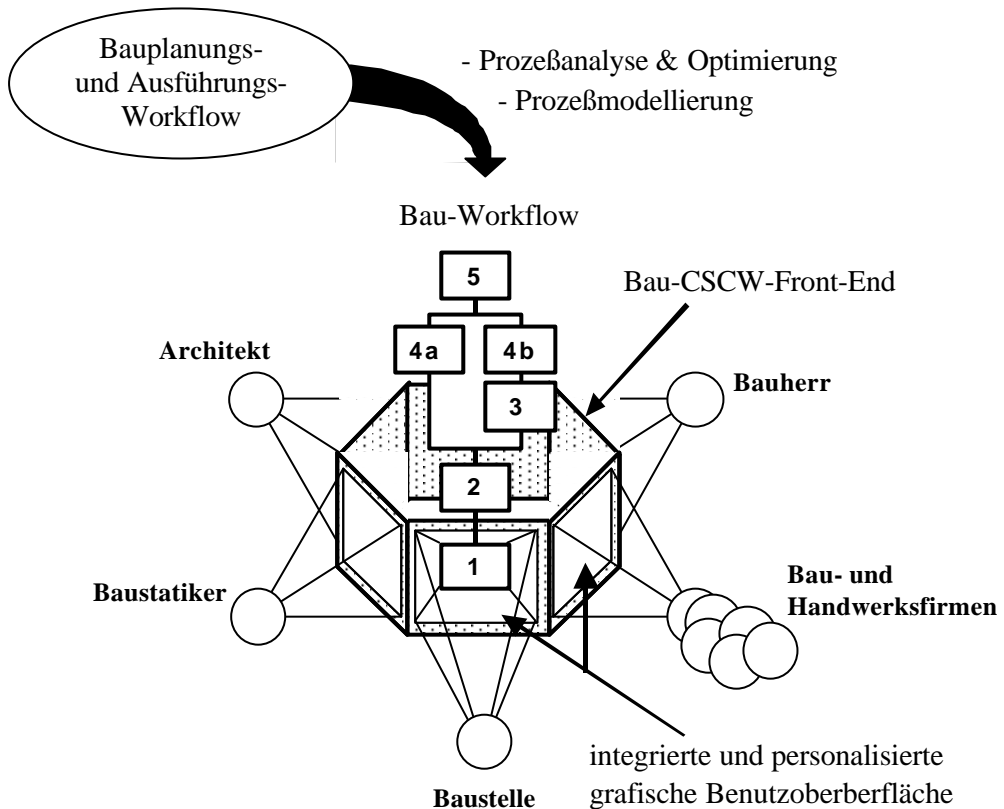 Bauplanungs-
und Ausführungs-
Workflow
- Prozeßanalyse & Optimierung
- Prozeßmodellierung
Bau-Workflow
5
Bau-CSCW-Front-End
4a
4b
Architekt
Bauherr
3
2
1
Baustatiker
Bau- und
Handwerksfirmen
integrierte und personalisierte
grafische Benutzoberberfläche
Baustelle